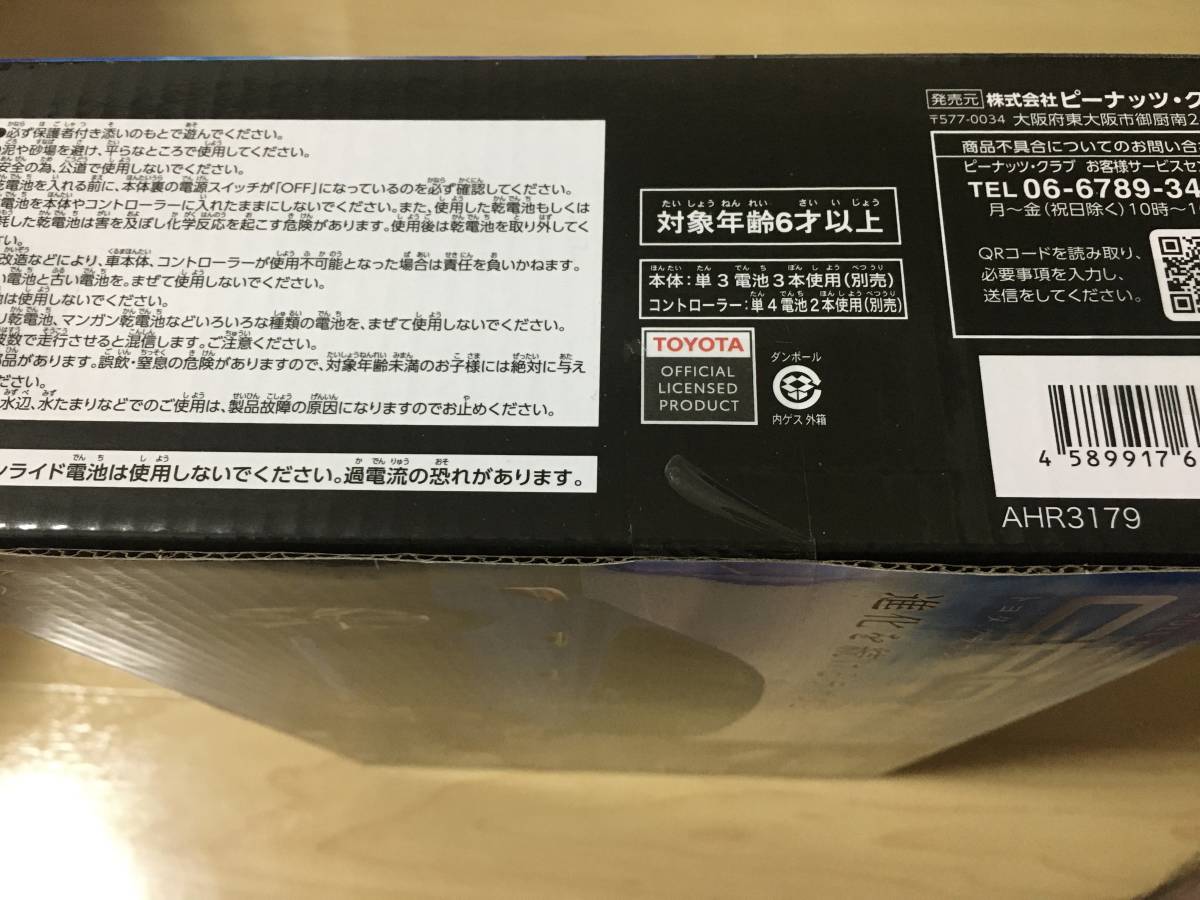 ●必ず保護者付き添いのもとで遊んでください。
泥や砂場を避け、平らなところで使用してください。
安全の為、公道で使用しないでください。
乾電池を入れる前に、本体裏の電源スイッチが「OFF」になっているのを必ず確認してください。
電池を本体やコントローラーに入れたままにしないでください。また、使用した乾電池もしくは
耗した乾電池は害を及ぼし化学反応を起こす危険があります。使用後は乾電池を取り外してく
さい。
改造などにより、車本体、コントローラーが使用不可能となった場合は責任を負いかねます。
い電池と古い電池を。まぜて使用しないでください。
は使用しないでください。
リ乾電池、マンガン乾電池などいろいろな種類の電池を、まぜて使用しないでください。
波数で走行させると混信します。ご注意ください。
部品があります。誤飲・窒息の危険がありますので、対象年齢未満のお子様には絶対に与え
ださい。
水辺、水たまりなどでのご使用は、製品故障の原因になりますのでお止めください。
ンライド電池は使用しないでください。過電流の恐れがあります。
対象年齢6才以上
本体:単3電池3本使用(別売)
コントローラー:単4電池2本使用(別売)
TOYOTA
OFFICIAL
LICENSED
PRODUCT
ダンボール
内ゲス 外箱
発売元 株式会社ピーナッツ・ク
〒577-0034 大阪府東大阪市御厨南2
商品不具合についてのお問い合
ピーナッツ・クラブ お客様サービスセ
TEL 06-6789-34
月〜金(祝日除く)10時〜1
QRコードを読み取り、
必要事項を入力し、
送信をしてください。
4 589917 6
AHR3179
進化を